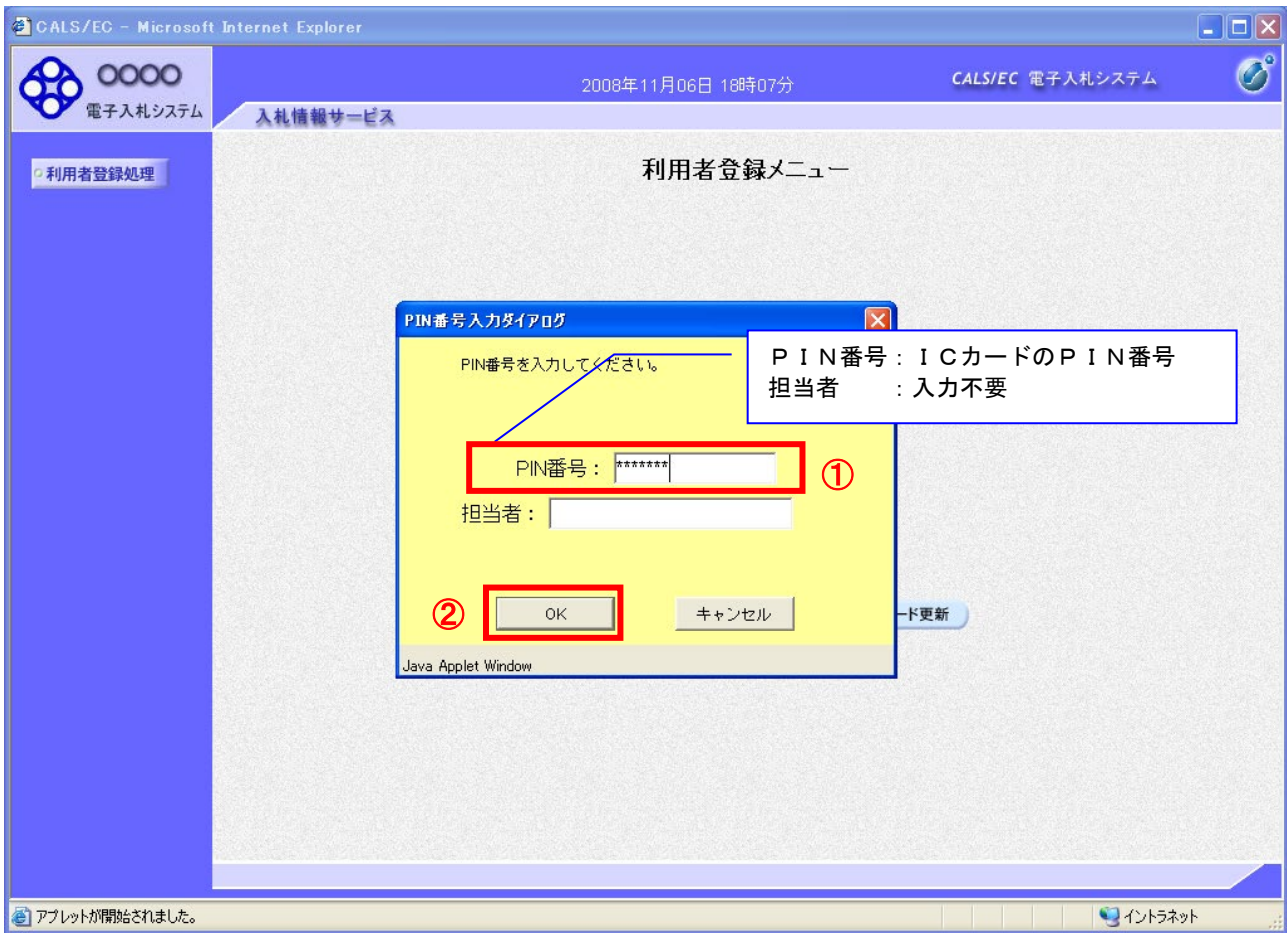 CALS/EC - Microsoft Internet Explorer
OOOO
電子入札システム
2008年11月06日 18時07分
CALS/EC 電子入札システム
入札情報サービス
利用者登録処理
利用者登録メニュー
PIN番号入力ダイアログ
PIN番号を入力してください。
ＰＩＮ番号：ＩＣカードのＰＩＮ番号
担当者　　：入力不要
PIN番号： *******
①
担当者：
②
OK
キャンセル
ード更新
Java Applet Window
アプレットが開始されました。
イントラネット